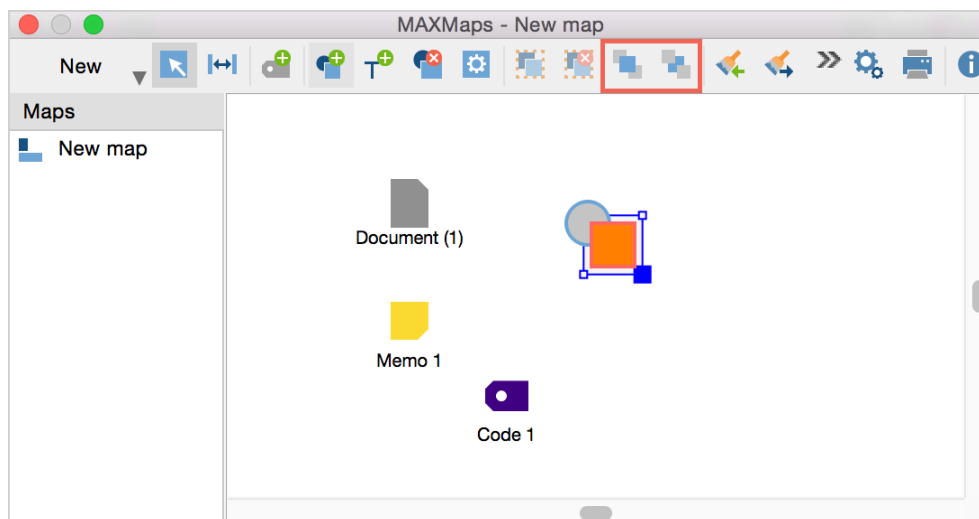 MAXMaps - New map
New
Maps
New map
Document (1)
Memo 1
Code 1